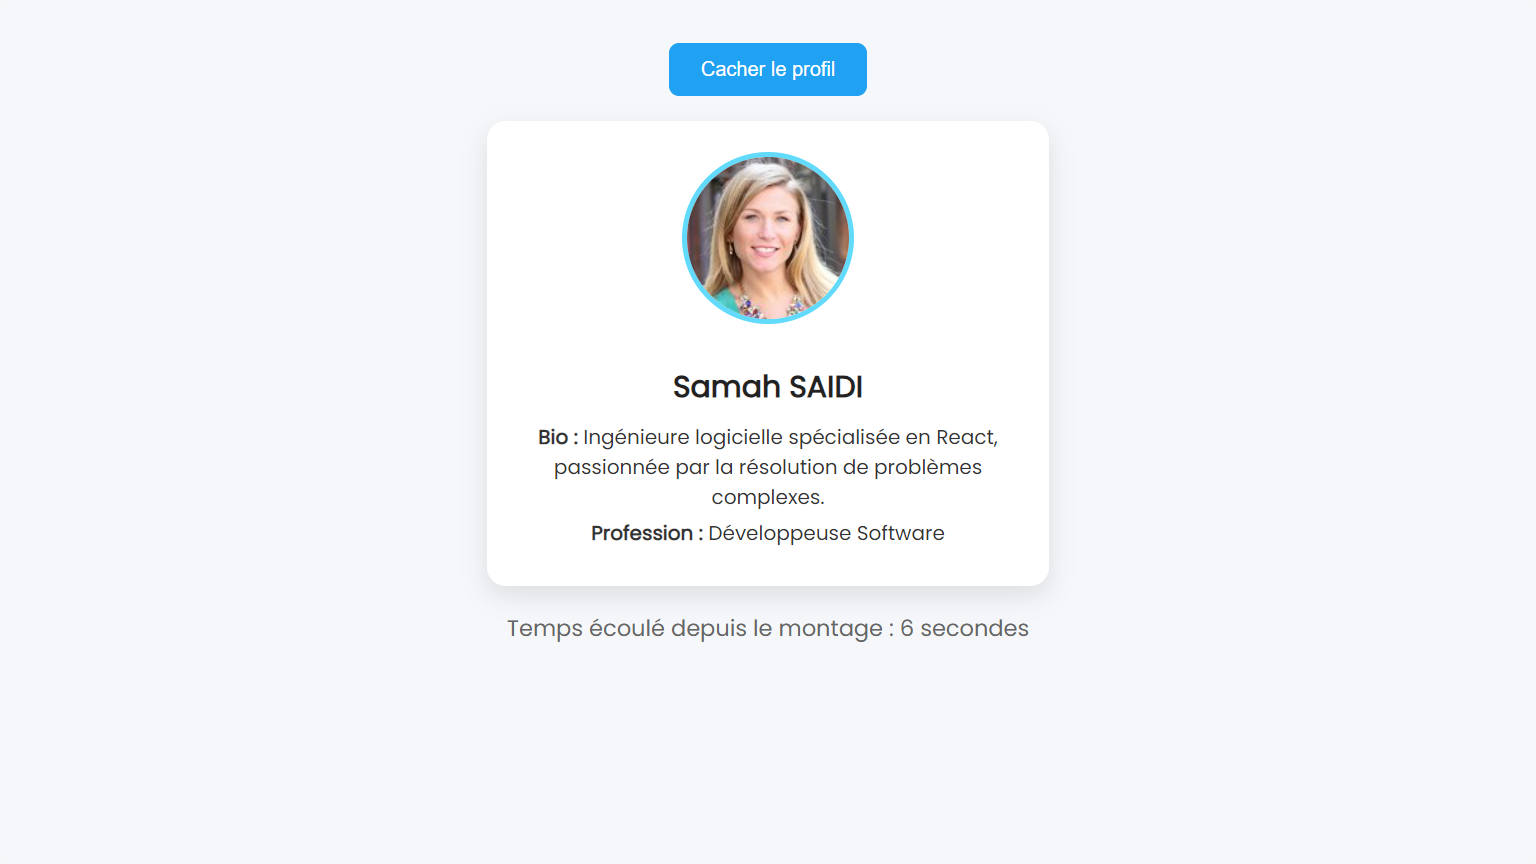 Cacher le profil
Samah SAIDI
Bio : Ingénieure logicielle spécialisée en React,
passionnée par la résolution de problèmes
complexes.
Profession : Développeuse Software
Temps écoulé depuis le montage : 6 secondes